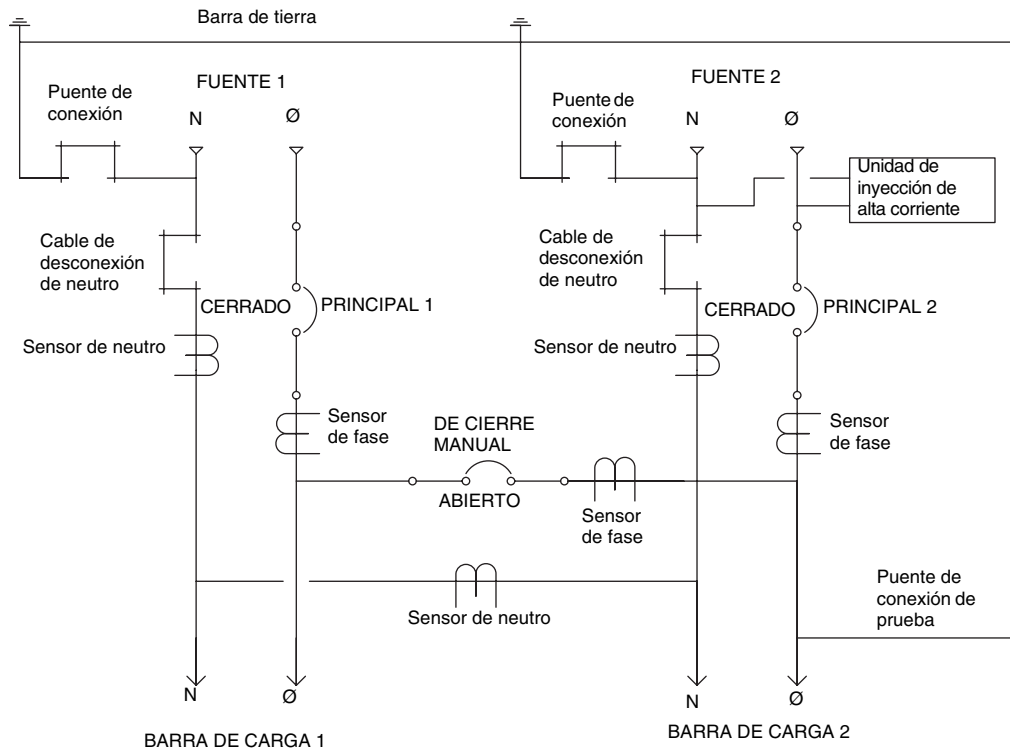 Barra de tierra
FUENTE 1
FUENTE 2
Puente de
conexión
N
Ø
Puente de
conexión
N
Ø
Unidad de
inyección de
alta corriente
Cable de
desconexión
de neutro
CERRADO
PRINCIPAL 1
Cable de
desconexión
de neutro
CERRADO
PRINCIPAL 2
Sensor de neutro
Sensor de neutro
Sensor
de fase
DE CIERRE
MANUAL
ABIERTO
Sensor
de fase
Sensor
de fase
Sensor de neutro
Puente de
conexión de
prueba
N
Ø
N
Ø
BARRA DE CARGA 1
BARRA DE CARGA 2